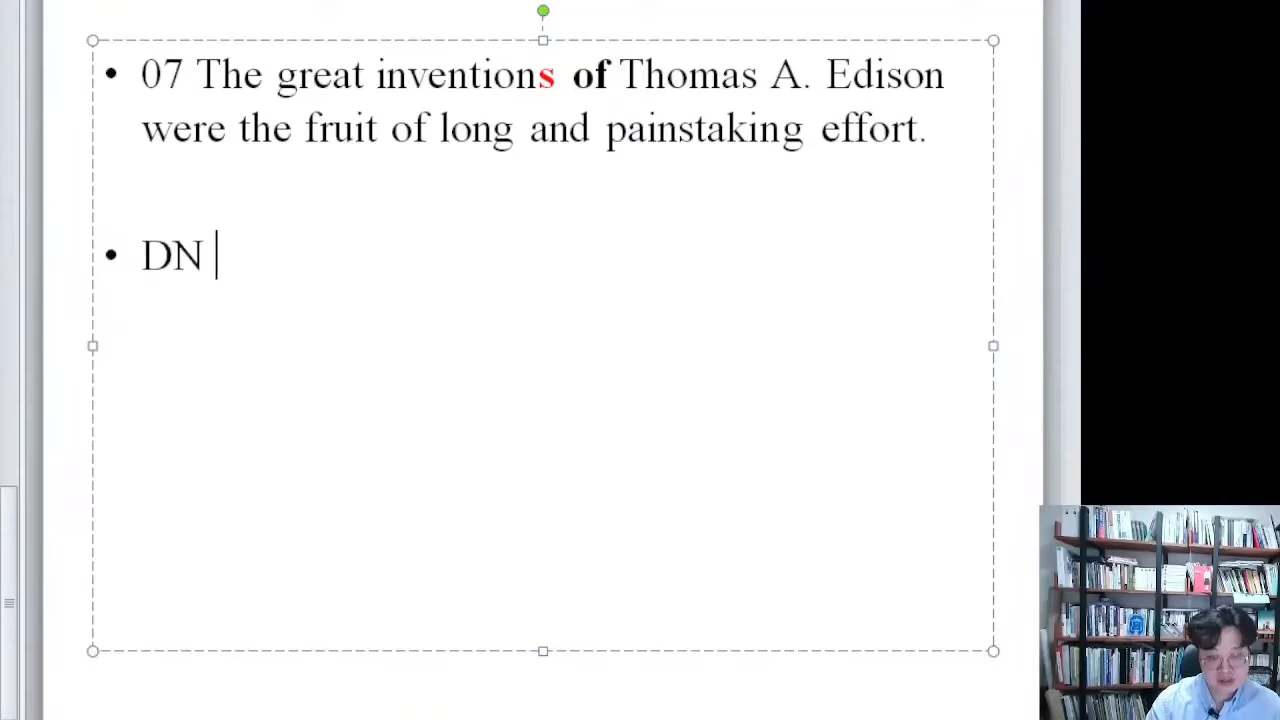 • 07 The great inventions of Thomas A. Edison
were the fruit of long and painstaking effort.
• DN